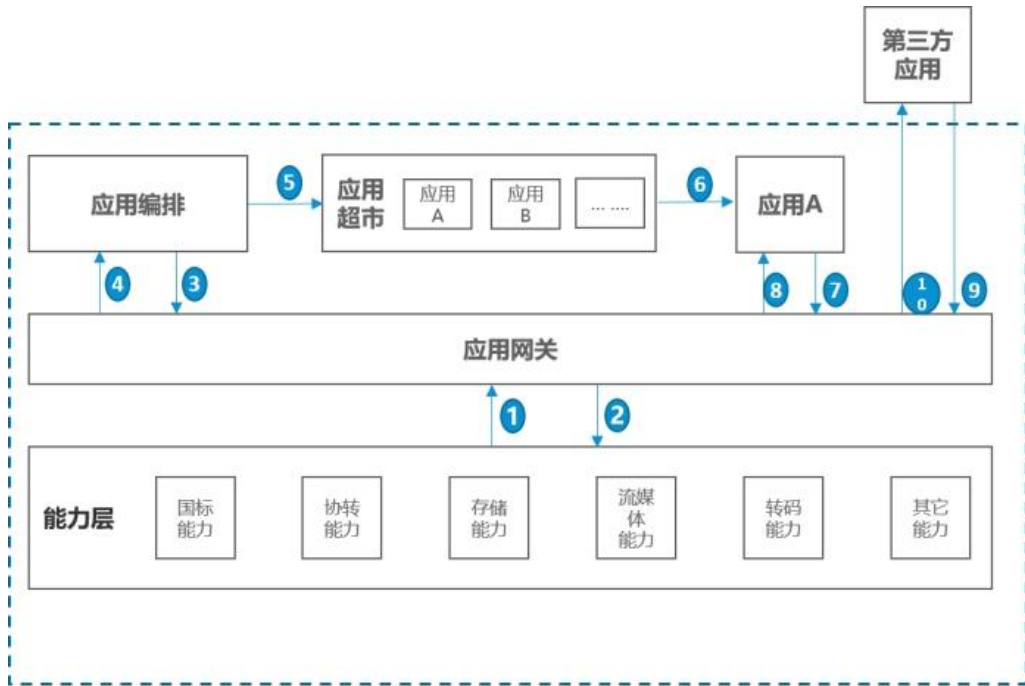 第三方
应用
应用编排
5
应用
超市
应用
A
应用
B
... ....
6
应用A
4
3
8
7
1
0
9
应用网关
1
2
能力层
国标
能力
协转
能力
存储
能力
流媒
体
能力
转码
能力
其它
能力